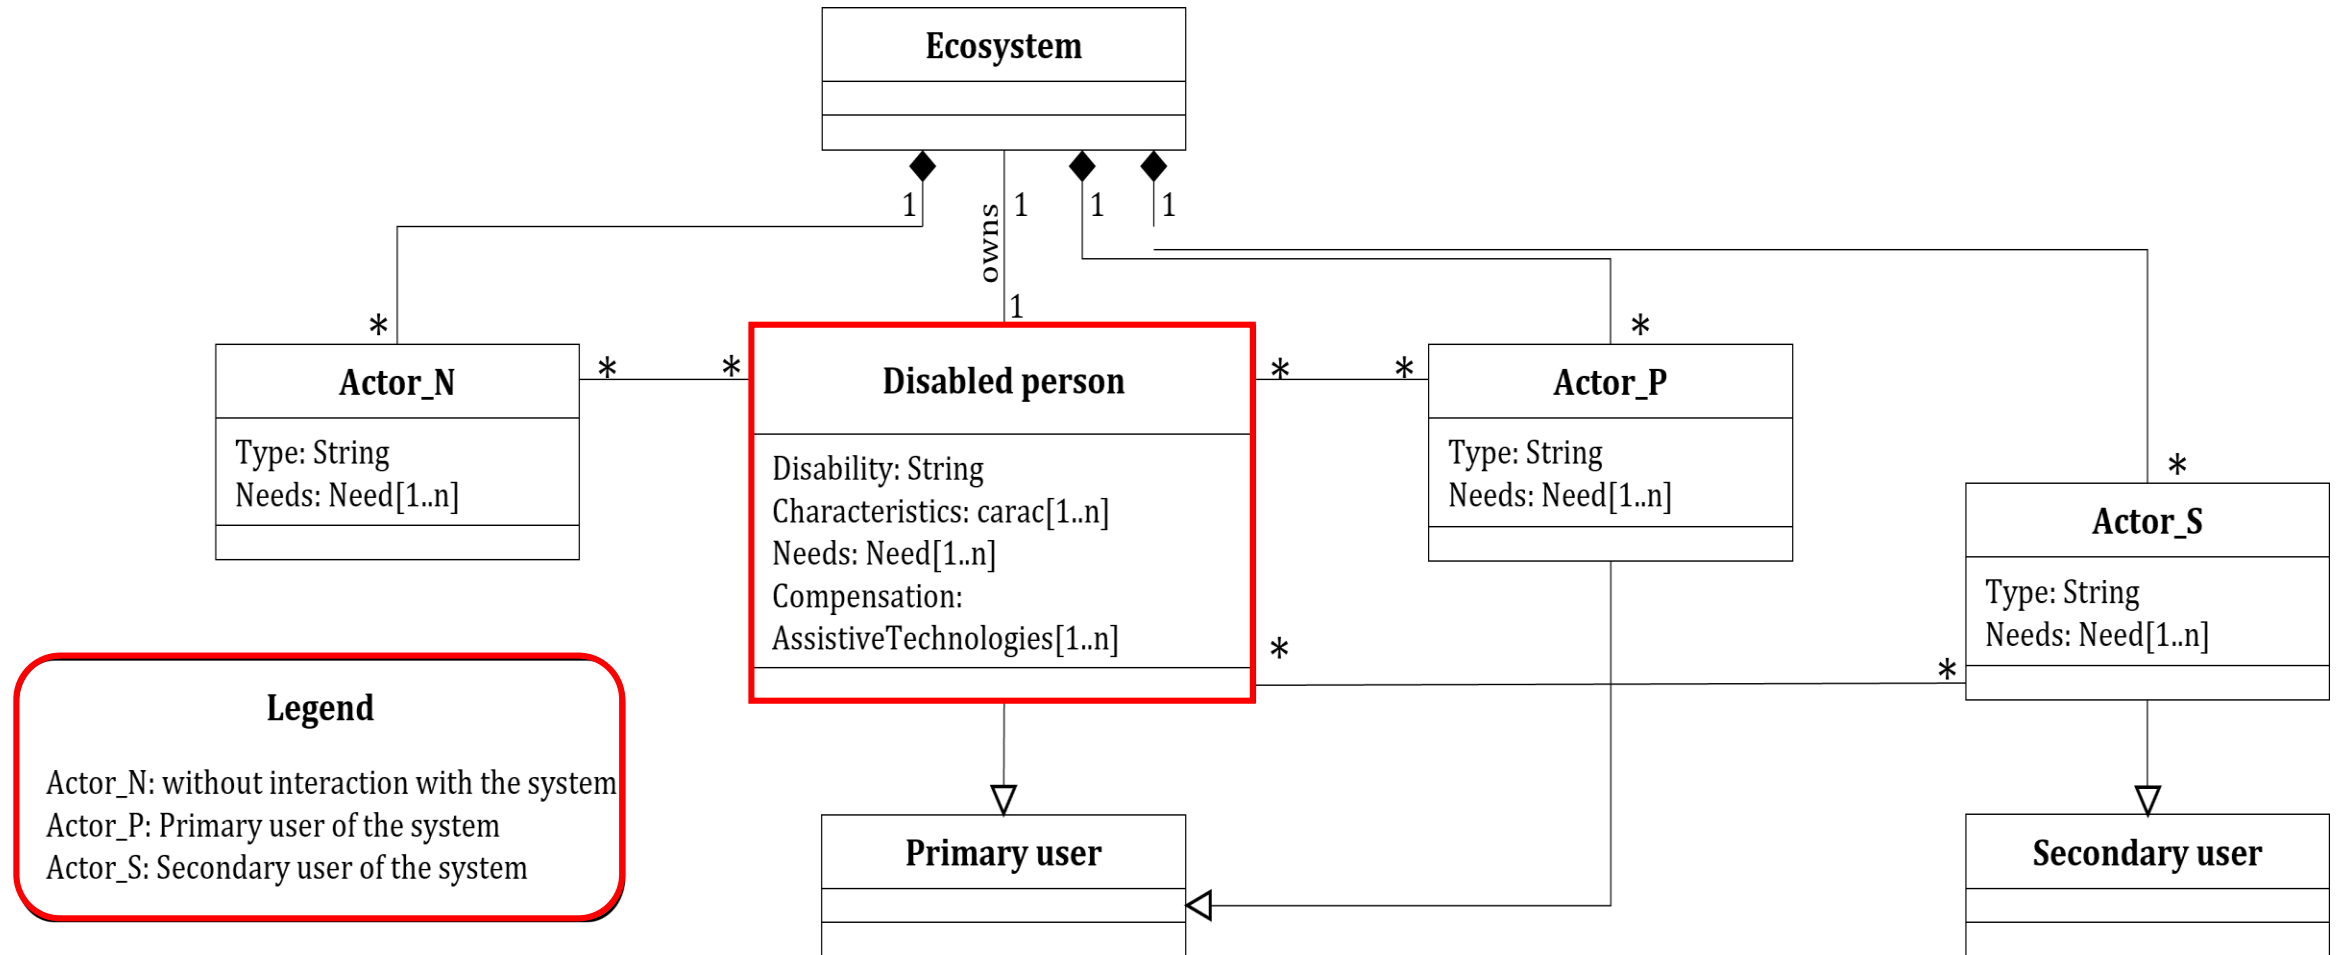 Ecosystem
1
owns
1
1
1
1
*
*
*
Actor_N
Type: String
Needs: Need[1..n]
*
*
Disabled person
Disability: String
Characteristics: carac[1..n]
Needs: Need[1..n]
Compensation:
AssistiveTechnologies[1..n]
*
*
Actor_P
Type: String
Needs: Need[1..n]
Actor_S
Type: String
Needs: Need[1..n]
*
*
Legend
Actor_N: without interaction with the system
Actor_P: Primary user of the system
Actor_S: Secondary user of the system
Primary user
Secondary user